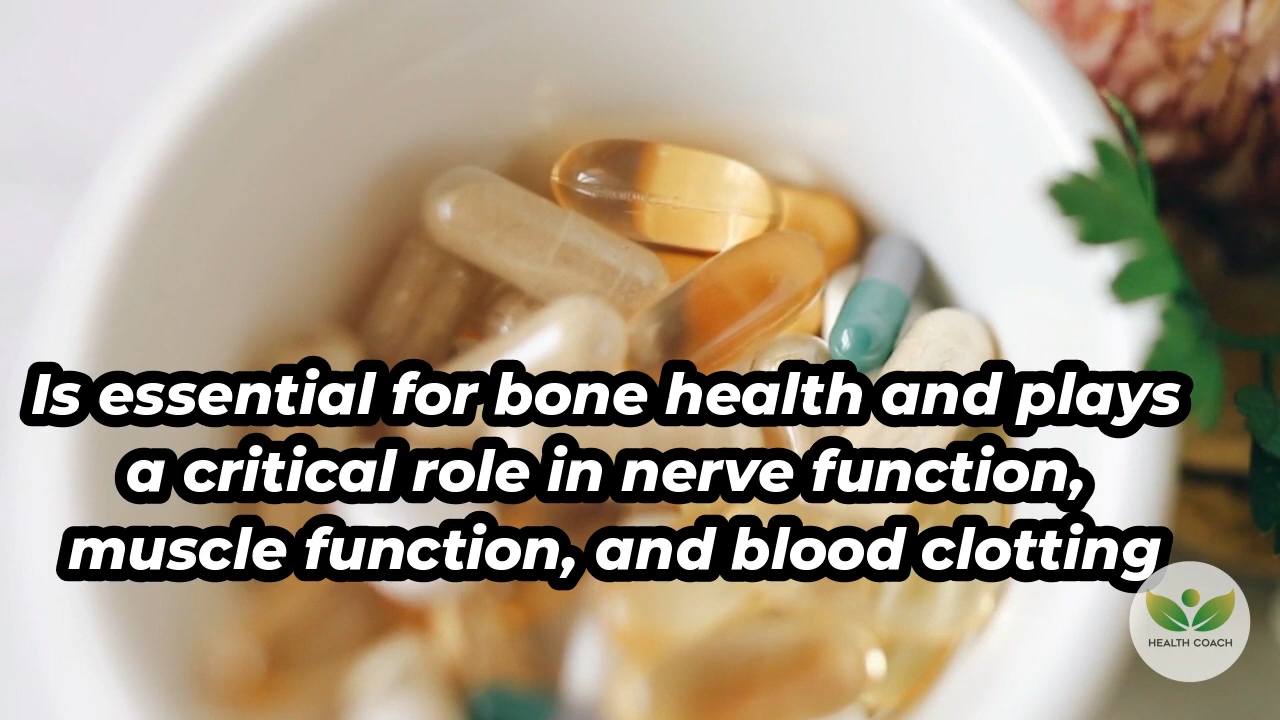 Is essential for bone health and plays
a critical role in nerve function,
muscle function, and blood clotting
HEALTH COACH